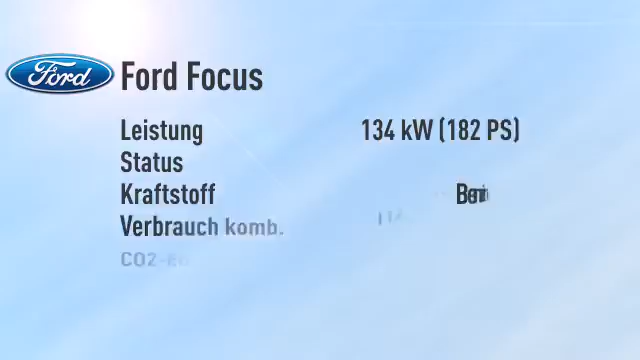 Ford Ford Focus
Leistung 134 kW (182 PS)
Status
Kraftstoff
Verbrauch komb.